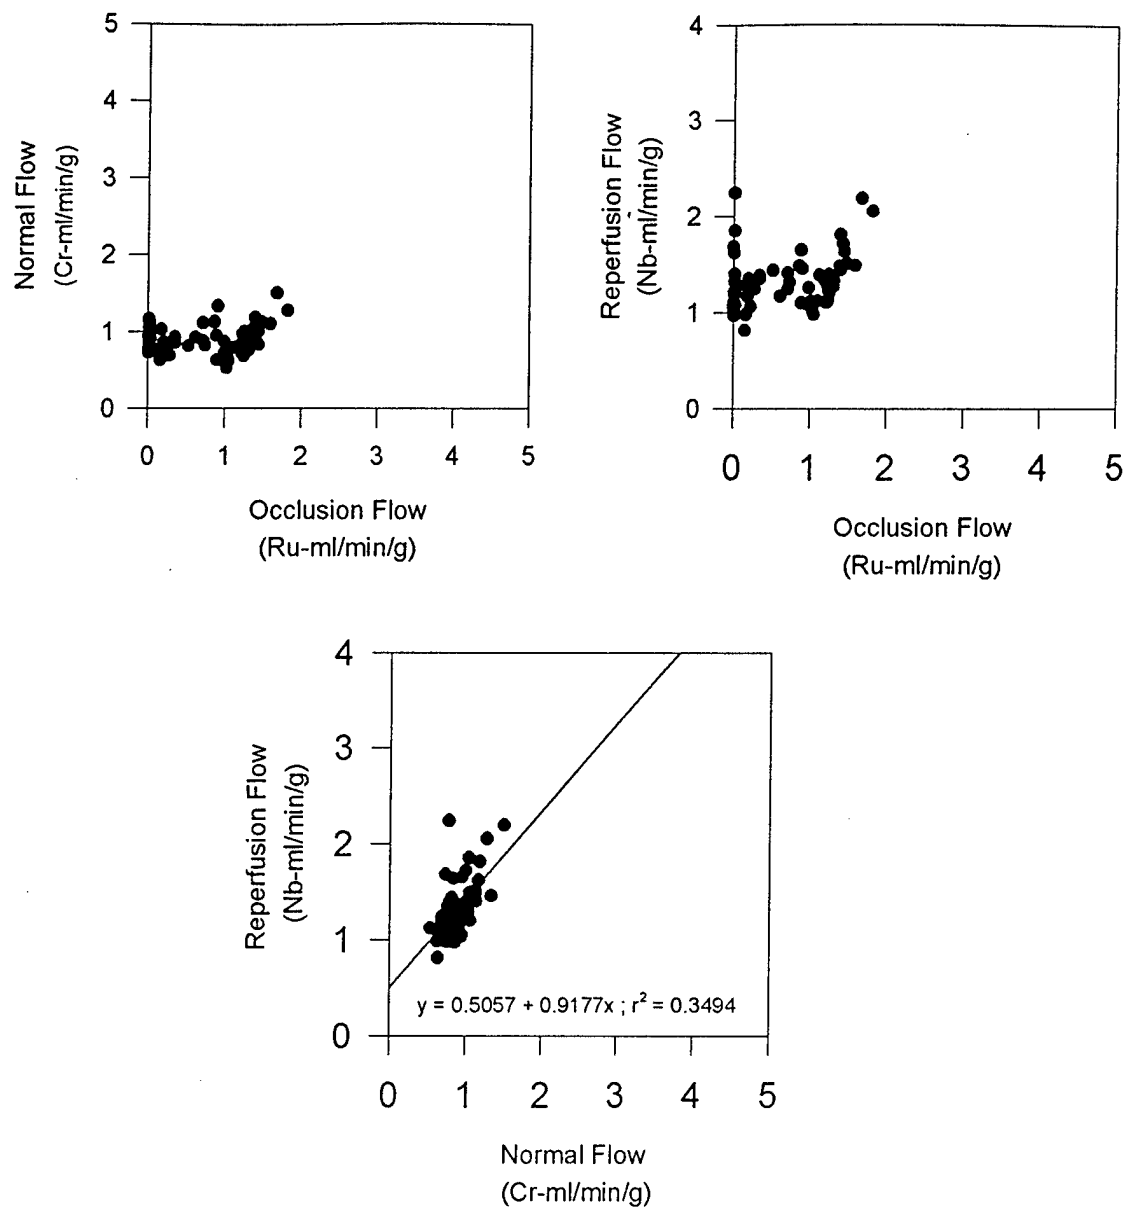 5
4
3
2
1
0
Normal Flow
(Cr-ml/min/g)
0 1 2 3 4 5
Occlusion Flow
(Ru-ml/min/g)
4
3
2
1
0
Reperfusion Flow
(Nb-ml/min/g)
0 1 2 3 4 5
Occlusion Flow
(Ru-ml/min/g)
4
3
2
1
0
Reperfusion Flow
(Nb-ml/min/g)
y = 0.5057 + 0.9177x ; r² = 0.3494
0 1 2 3 4 5
Normal Flow
(Cr-ml/min/g)